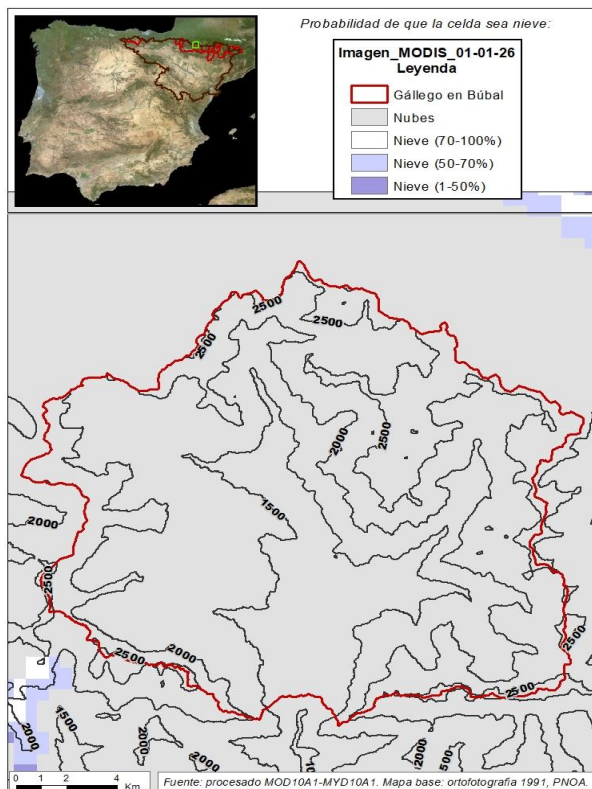 Probabilidad de que la celda sea nieve:
Imagen_MODIS_01-01-26
Leyenda
Gállego en Búbal
Nubes
Nieve (70-100%)
Nieve (50-70%)
Nieve (1-50%)
2500
2500
2500
2000
2500
1500
2000
2500
2000
2500
2500
2500
1500
2000
2000
2000
2000
2000
0 1 2 4
Km
Fuente: procesado MOD10A1-MYD10A1. Mapa base: ortofotografia 1991, PNOA.